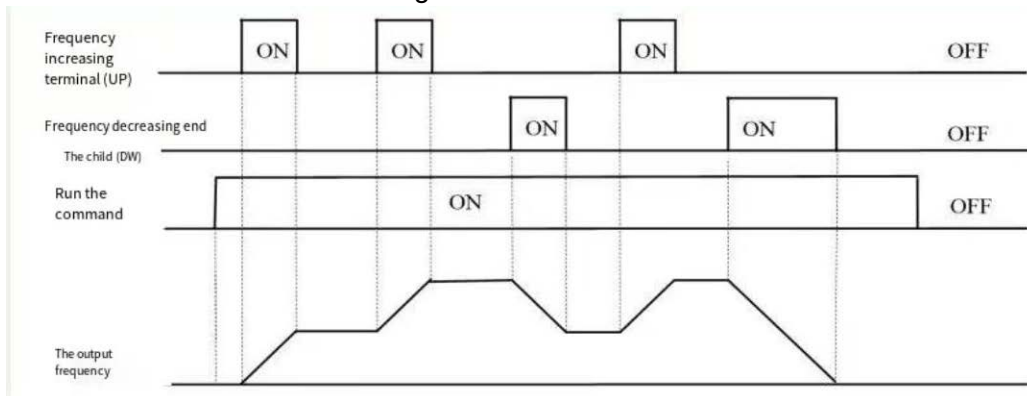 Frequency
increasing
terminal (UP)
ON
ON
ON
OFF
Frequency decreasing end
The child (DW)
ON
ON
OFF
Run the
command
ON
OFF
The output
frequency